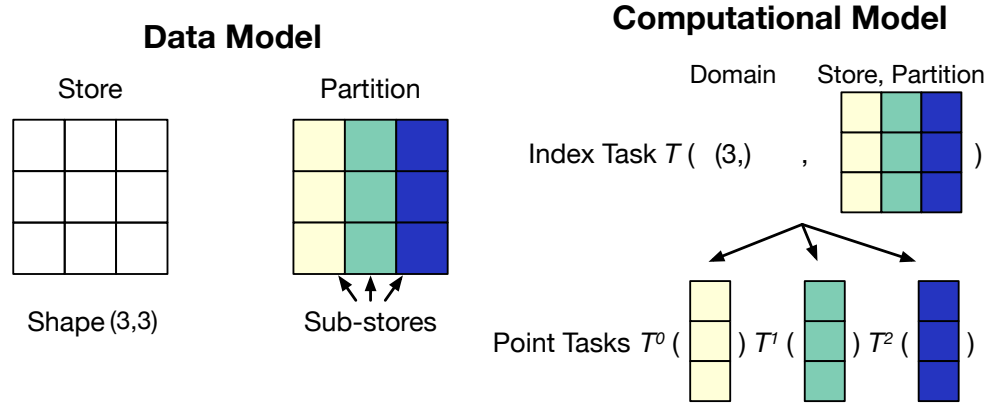 Data Model
Store
Partition
Shape (3,3)
Sub-stores
Computational Model
Domain
Store, Partition
Index Task T ( (3,) , )
Point Tasks T⁰ ( ) T¹ ( ) T² ( )